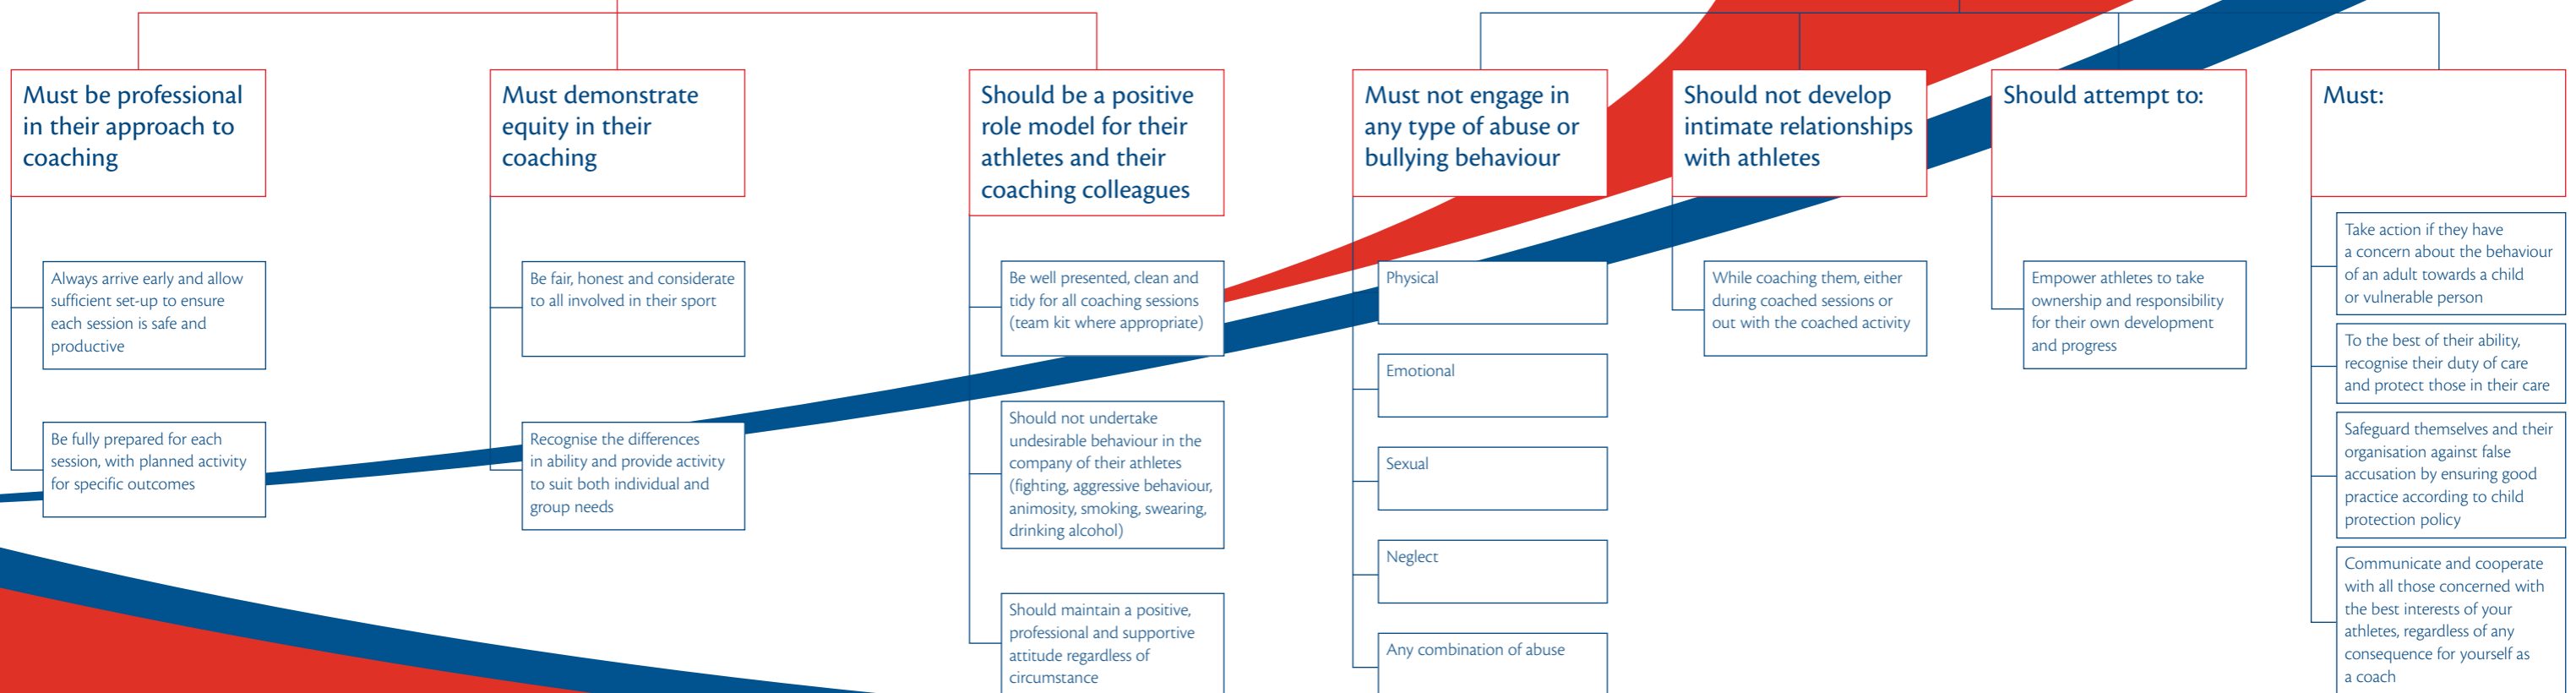 Must be professional
in their approach to
coaching
Always arrive early and allow
sufficient set-up to ensure
each session is safe and
productive
Be fully prepared for each
session, with planned activity
for specific outcomes
Must demonstrate
equity in their
coaching
Be fair, honest and considerate
to all involved in their sport
Recognise the differences
in ability and provide activity
to suit both individual and
group needs
Should be a positive
role model for their
athletes and their
coaching colleagues
Be well presented, clean and
tidy for all coaching sessions
(team kit where appropriate)
Should not undertake
undesirable behaviour in the
company of their athletes
(fighting, aggressive behaviour,
animosity, smoking, swearing,
drinking alcohol)
Should maintain a positive,
professional and supportive
attitude regardless of
circumstance
Must not engage in
any type of abuse or
bullying behaviour
Physical
Emotional
Sexual
Neglect
Any combination of abuse
Should not develop
intimate relationships
with athletes
While coaching them, either
during coached sessions or
out with the coached activity
Should attempt to:
Empower athletes to take
ownership and responsibility
for their own development
and progress
Must:
Take action if they have
a concern about the behaviour
of an adult towards a child
or vulnerable person
To the best of their ability,
recognise their duty of care
and protect those in their care
Safeguard themselves and their
organisation against false
accusation by ensuring good
practice according to child
protection policy
Communicate and cooperate
with all those concerned with
the best interests of your
athletes, regardless of any
consequence for yourself as
a coach